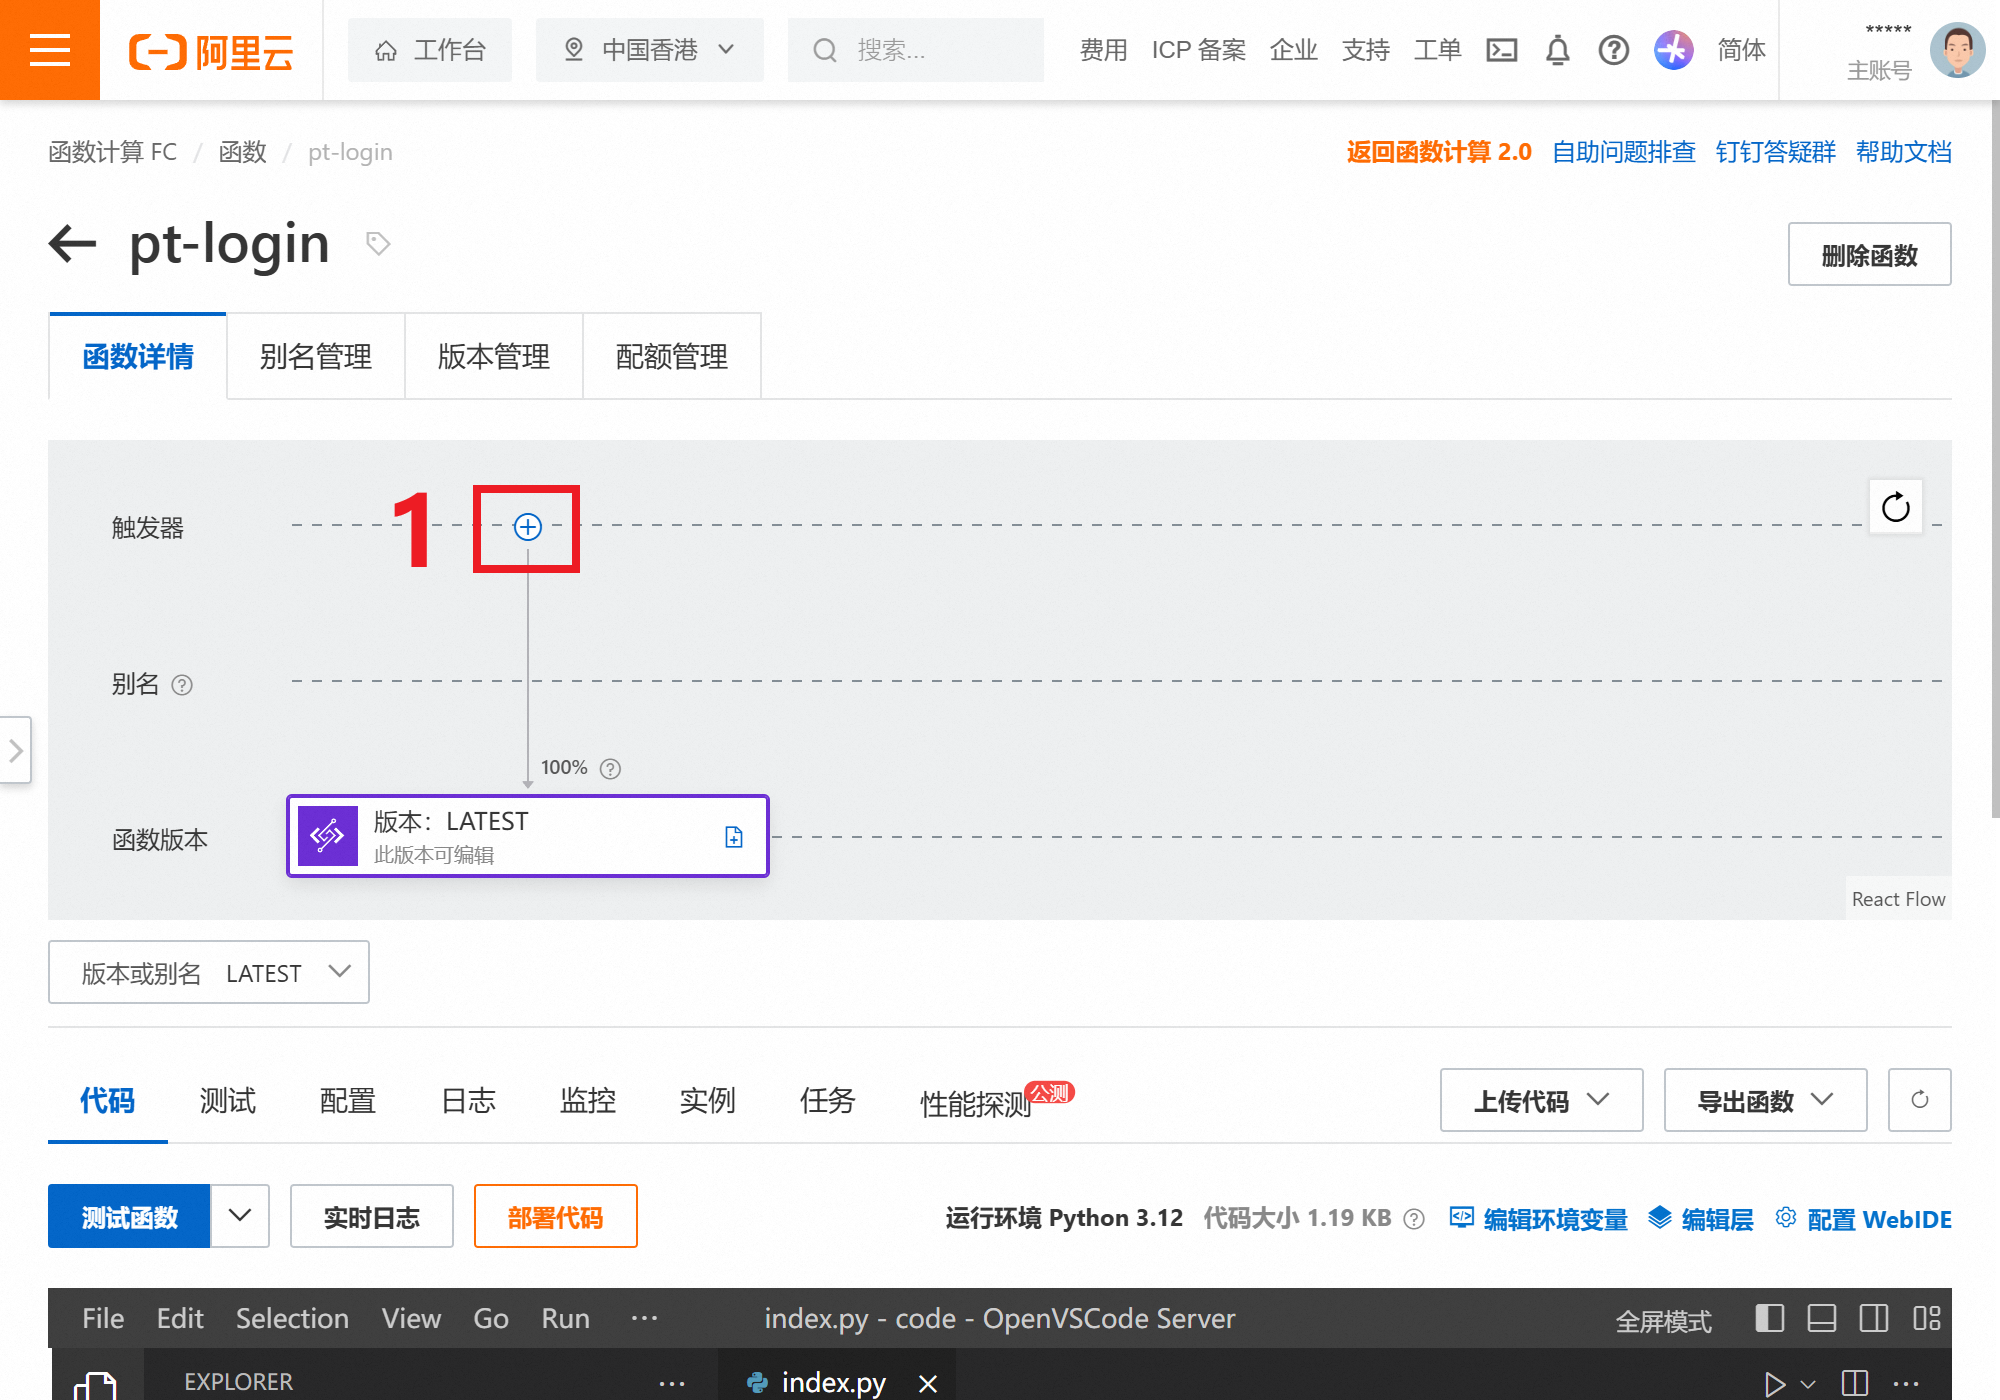 阿里云
工作台
中国香港
搜索...
费用 ICP 备案 企业 支持 工单 简体
*****
主账号
函数计算 FC / 函数 / pt-login
返回函数计算 2.0 自助问题排查 钉钉答疑群 帮助文档
pt-login
删除函数
函数详情 别名管理 版本管理 配额管理
触发器
1
别名
100%
函数版本
版本：LATEST
此版本可编辑
React Flow
版本或别名 LATEST
代码 测试 配置 日志 监控 实例 任务 性能探测 公测
上传代码 导出函数
测试函数 实时日志 部署代码
运行环境 Python 3.12 代码大小 1.19 KB 编辑环境变量 编辑层 配置 WebIDE
File Edit Selection View Go Run ··· index.py - code - OpenVSCode Server 全屏模式
EXPLORER ··· index.py ···